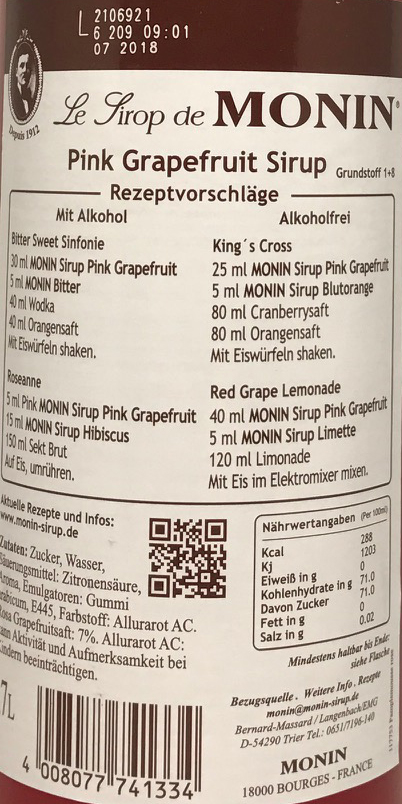 L 2106921
6 209 09:01
07 2018
Depuis 1912
Le Sirop de MONIN®
Pink Grapefruit Sirup Grundstoff 1+8
Rezeptvorschläge
Mit Alkohol
Bitter Sweet Sinfonie
30 ml MONIN Sirup Pink Grapefruit
5 ml MONIN Bitter
40 ml Wodka
40 ml Orangensaft
Mit Eiswürfeln shaken.
Roseanne
5 ml Pink MONIN Sirup Pink Grapefruit
15 ml MONIN Sirup Hibiscus
150 ml Sekt Brut
Auf Eis, umrühren.
Alkoholfrei
King´s Cross
25 ml MONIN Sirup Pink Grapefruit
5 ml MONIN Sirup Blutorange
80 ml Cranberrysaft
80 ml Orangensaft
Mit Eiswürfeln shaken.
Red Grape Lemonade
40 ml MONIN Sirup Pink Grapefruit
5 ml MONIN Sirup Limette
120 ml Limonade
Mit Eis im Elektromixer mixen.
Aktuelle Rezepte und Infos:
www.monin-sirup.de
Zutaten: Zucker, Wasser,
Säuerungsmittel: Zitronensäure,
Aroma, Emulgatoren: Gummi
arabicum, E445, Farbstoff: Allurarot AC.
Rosa Grapefruitsaft: 7%. Allurarot AC:
kann Aktivität und Aufmerksamkeit bei
Kindern beeinträchtigen.
7L
4 008077 741334
Nährwertangaben (Per 100ml)
Kcal 288
Kj 1203
Eiweiß in g 0
Kohlenhydrate in g 71.0
Davon Zucker 71.0
Fett in g 0
Salz in g 0.02
Mindestens haltbar bis Ende:
siehe Flasche
Bezugsquelle. Weitere Info. Rezepte
monin@monin-sirup.de
Bernard-Massard / Langenbach/EMG
D-54290 Trier Tel.: 0651/7196-140
MONIN
18000 BOURGES - FRANCE